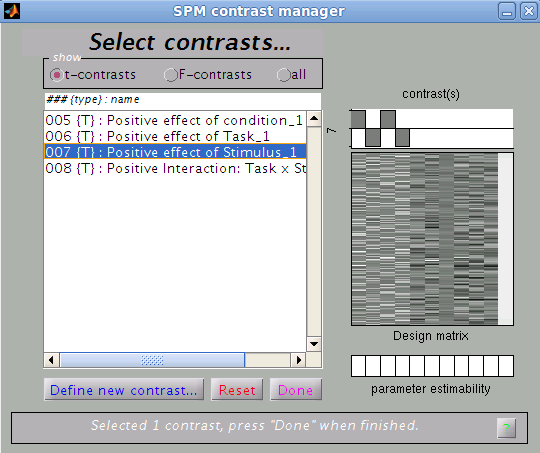 SPM contrast manager
Select contrasts...
show
t-contrasts
F-contrasts
all
### {type} : name
005 {T} : Positive effect of condition_1
006 {T} : Positive effect of Task_1
007 {T} : Positive effect of Stimulus_1
008 {T} : Positive Interaction: Task x St
contrast(s)
7
Design matrix
parameter estimability
Define new contrast...
Reset
Done
Selected 1 contrast, press "Done" when finished.
?